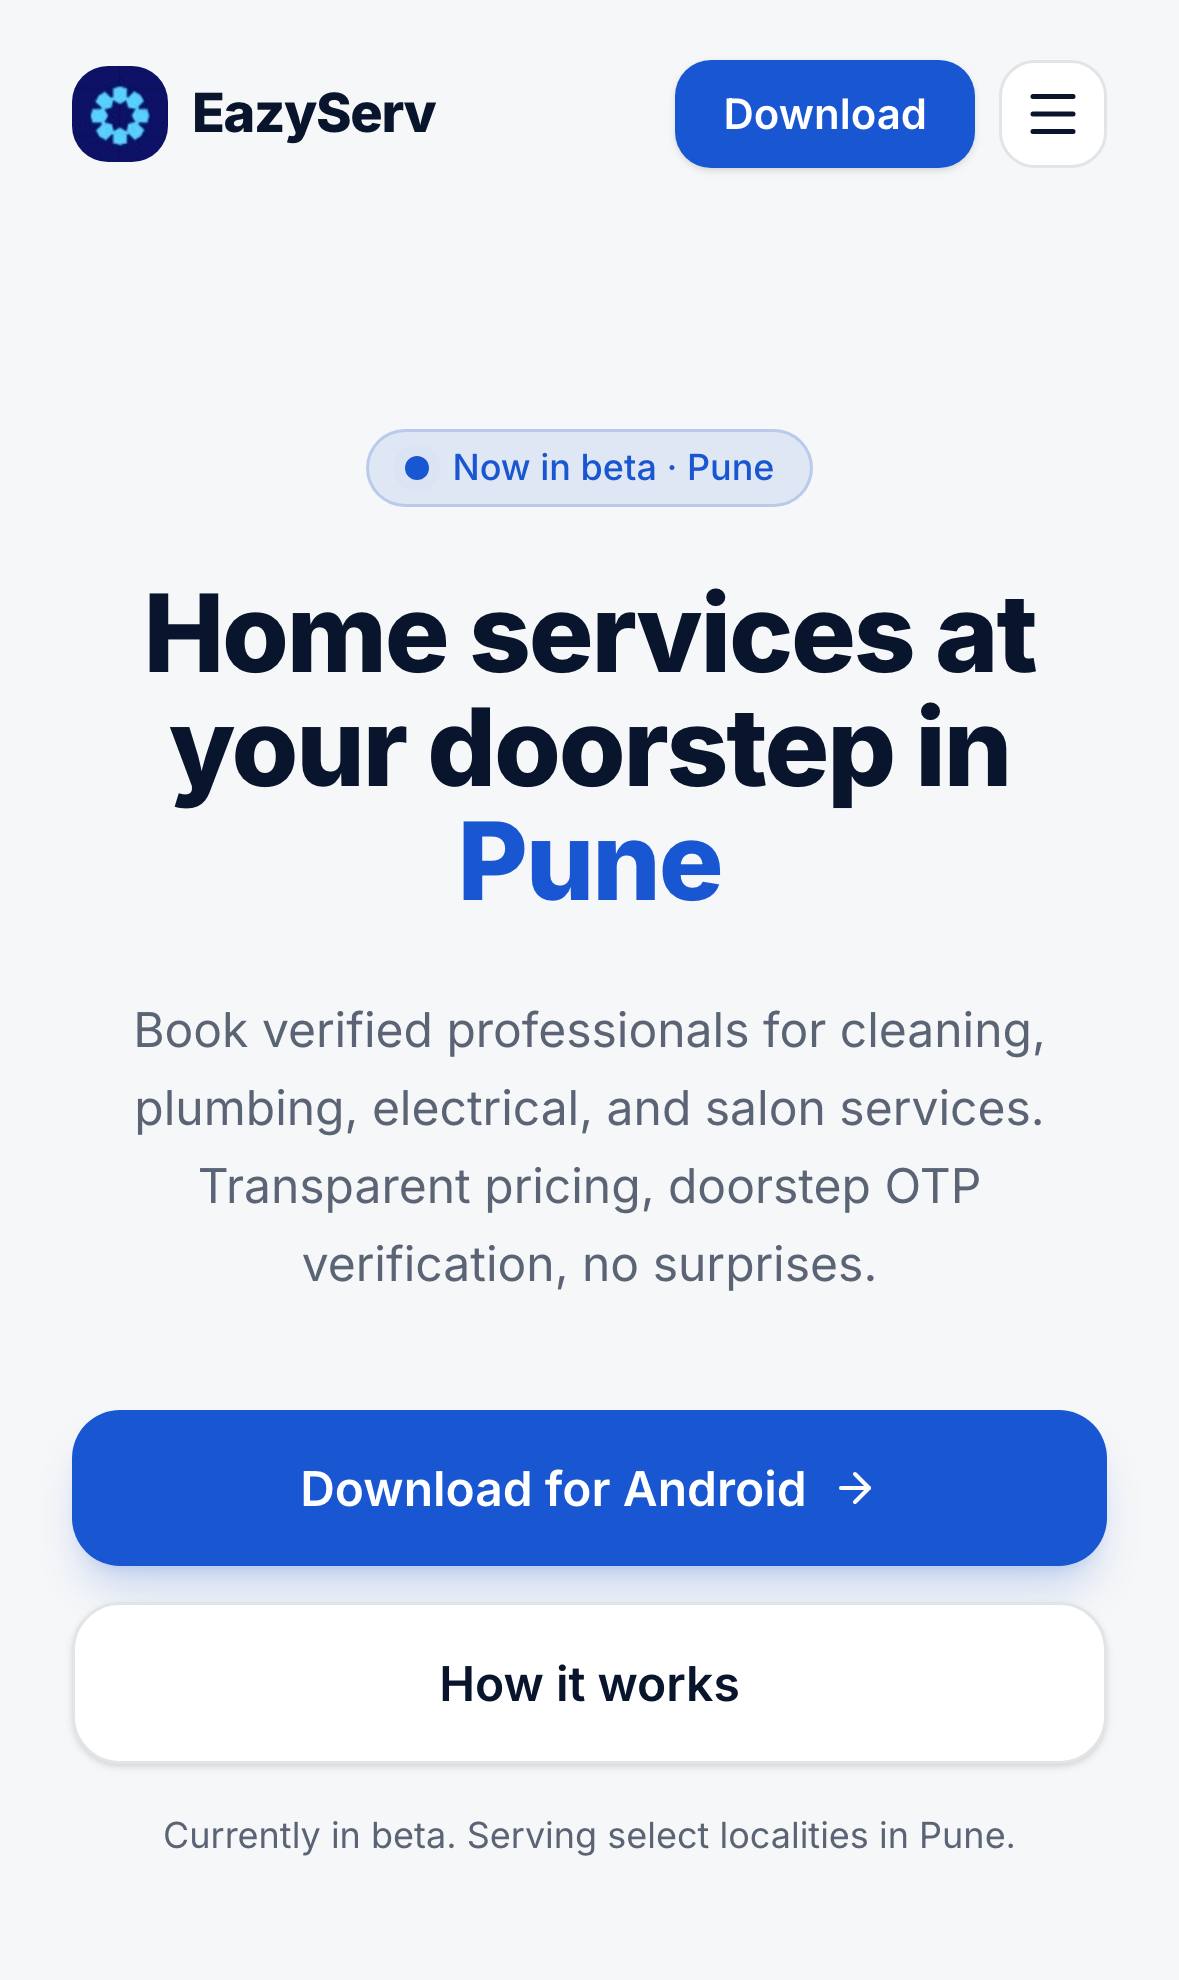 EazyServ
Download
Now in beta · Pune
Home services at
your doorstep in
Pune
Book verified professionals for cleaning,
plumbing, electrical, and salon services.
Transparent pricing, doorstep OTP
verification, no surprises.
Download for Android →
How it works
Currently in beta. Serving select localities in Pune.